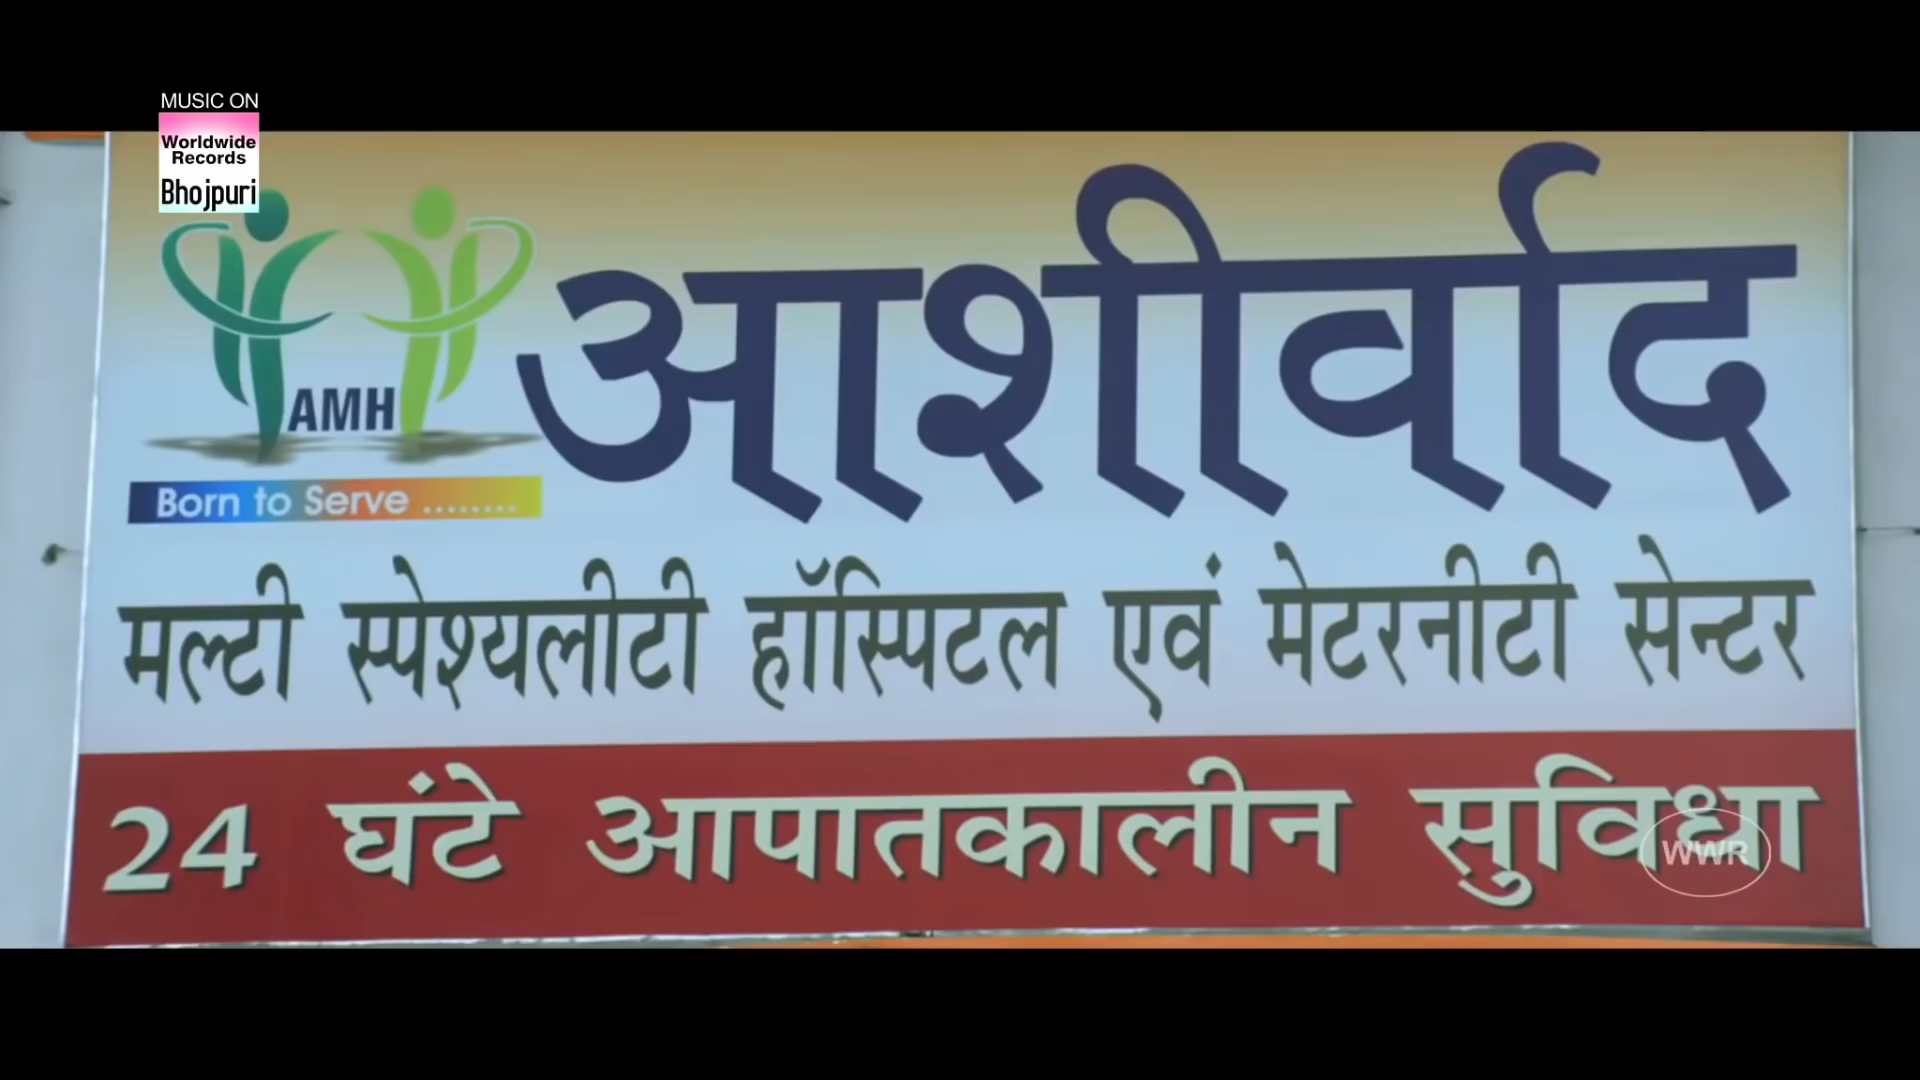 MUSIC ON
Worldwide
Records
Bhojpuri
AMH
Born to Serve ........
आशीर्वाद
मल्टी स्पेश्यलीटी हॉस्पिटल एवं मेटरनीटी सेन्टर
24 घंटे आपातकालीन सुविधा
WWR